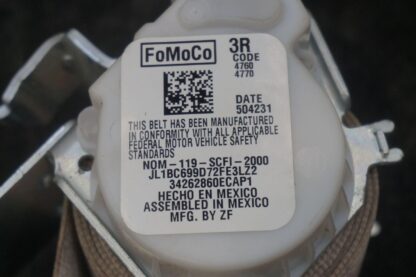 FoMoCo 3R
CODE
4760
4770
DATE
504231
THIS BELT HAS BEEN MANUFACTURED
IN CONFORMITY WITH ALL APPLICABLE
FEDERAL MOTOR VEHICLE SAFETY
STANDARDS
NOM-119-SCFI-2000
JL1BC699D72FE3LZ2
34262860ECAP1
HECHO EN MEXICO
ASSEMBLED IN MEXICO
MFG. BY ZF